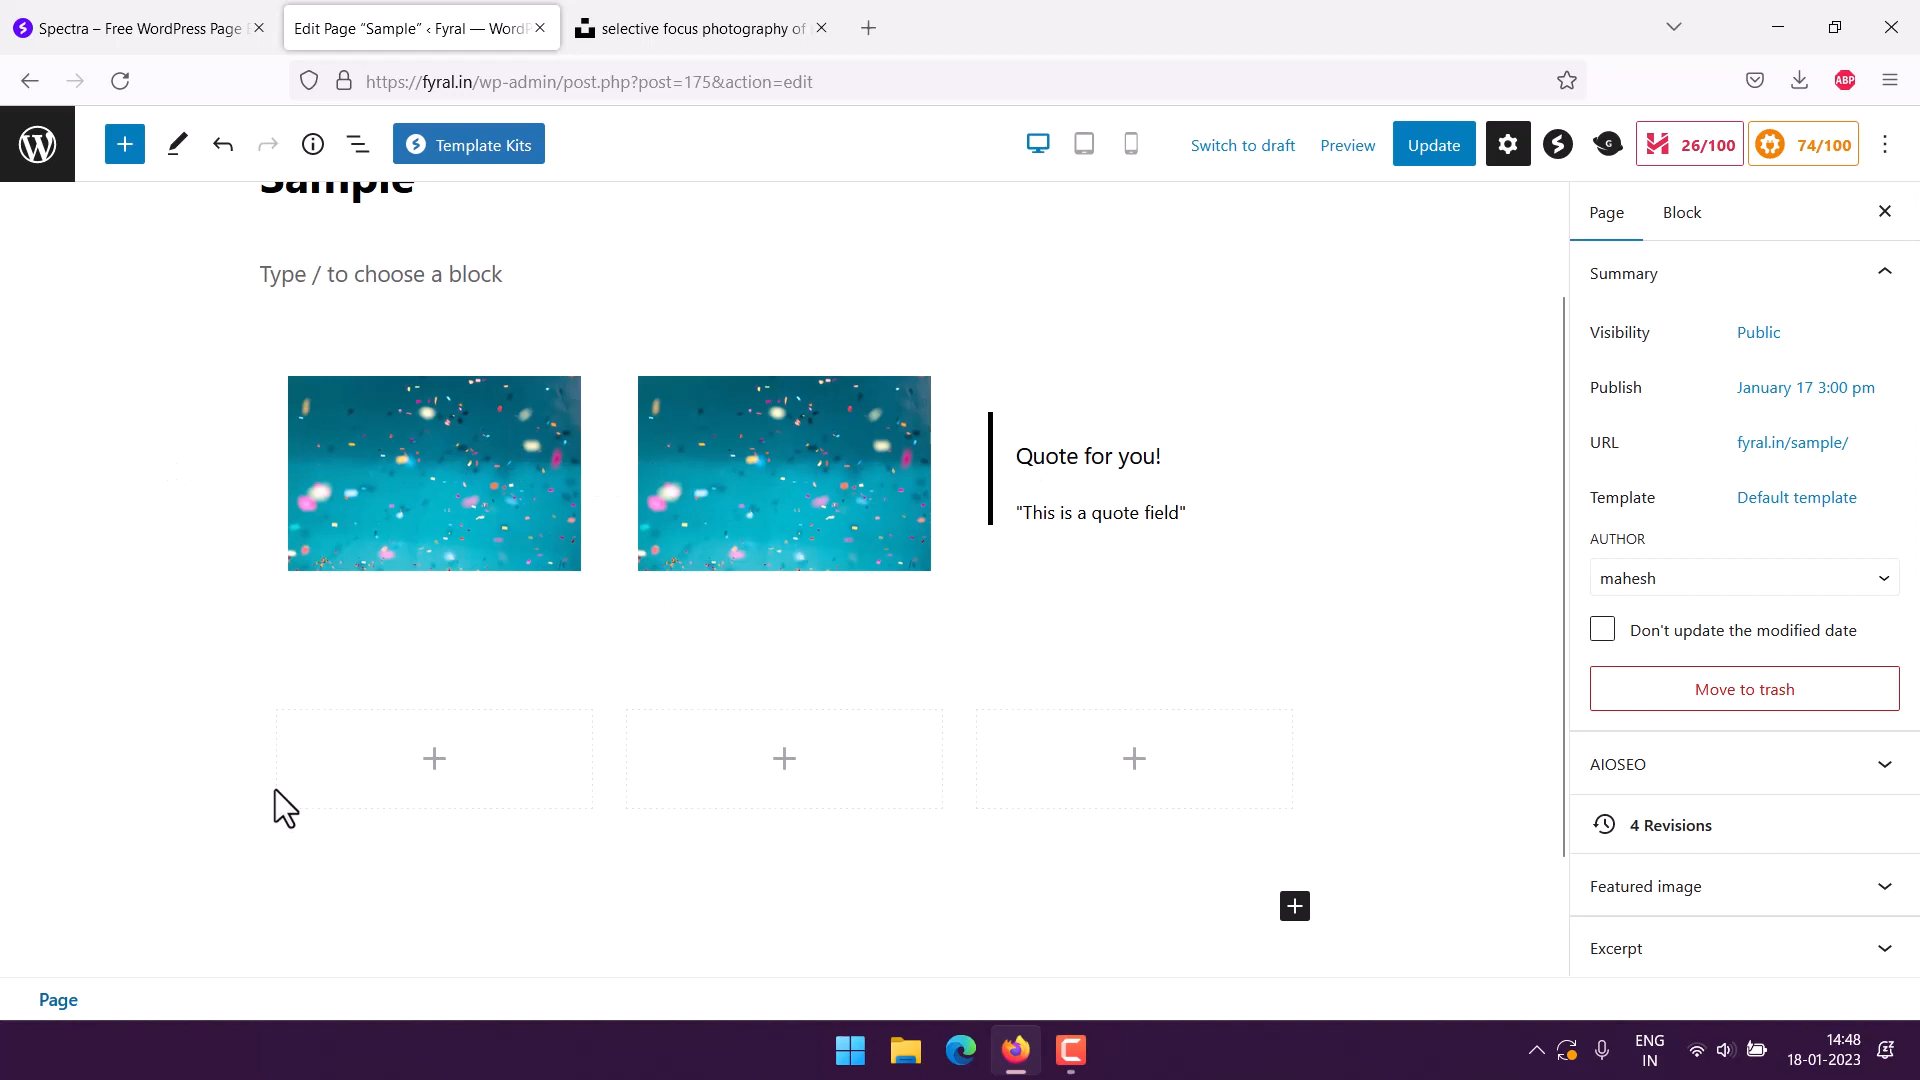 Spectra – Free WordPress Page
Edit Page “Sample” ‹ Fyral — Word
selective focus photography of
https://fyral.in/wp-admin/post.php?post=175&action=edit
ABP
Template Kits
Switch to draft
Preview
Update
G
26/100
74/100
Sample
Page
Block
Type / to choose a block
Summary
Visibility
Public
Publish
January 17 3:00 pm
URL
fyral.in/sample/
Template
Default template
Quote for you!
"This is a quote field"
AUTHOR
mahesh
Don't update the modified date
Move to trash
AIOSEO
4 Revisions
Featured image
Excerpt
Page
ENG
IN
14:48
18-01-2023